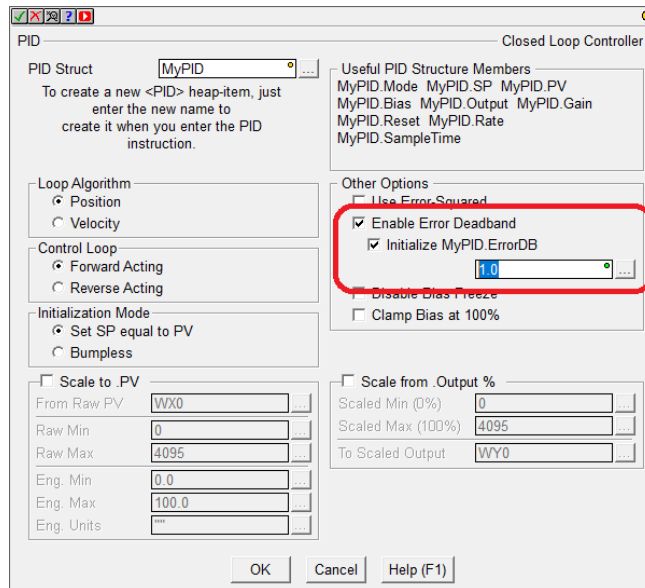 PID
Closed Loop Controller
PID Struct
MyPID
...
To create a new <PID> heap-item, just
enter the new name to
create it when you enter the PID
instruction.
Useful PID Structure Members
MyPID.Mode MyPID.SP MyPID.PV
MyPID.Bias MyPID.Output MyPID.Gain
MyPID.Reset MyPID.Rate
MyPID.SampleTime
Loop Algorithm
Position
Velocity
Control Loop
Forward Acting
Reverse Acting
Initialization Mode
Set SP equal to PV
Bumpless
Other Options
Use Error-Squared
Enable Error Deadband
Initialize MyPID.ErrorDB
1.0
...
Disable Bias Freeze
Clamp Bias at 100%
Scale to .PV
From Raw PV WX0 ...
Raw Min 0 ...
Raw Max 4095 ...
Eng. Min 0.0 ...
Eng. Max 100.0 ...
Eng. Units "" ...
Scale from .Output %
Scaled Min (0%) 0 ...
Scaled Max (100%) 4095 ...
To Scaled Output WY0 ...
OK
Cancel
Help (F1)